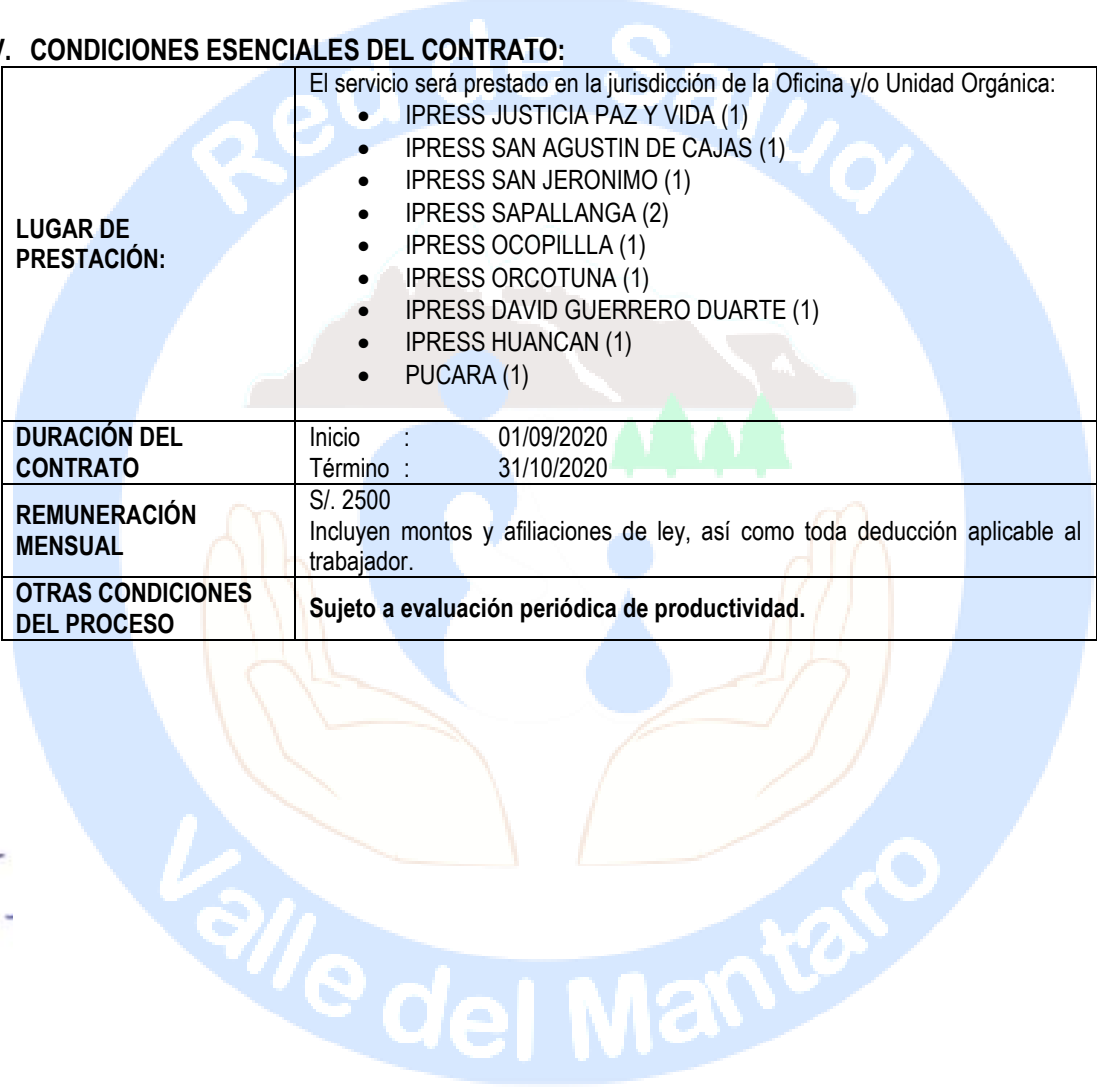 V. CONDICIONES ESENCIALES DEL CONTRATO:
LUGAR DE
PRESTACIÓN:
El servicio será prestado en la jurisdicción de la Oficina y/o Unidad Orgánica:
• IPRESS JUSTICIA PAZ Y VIDA (1)
• IPRESS SAN AGUSTIN DE CAJAS (1)
• IPRESS SAN JERONIMO (1)
• IPRESS SAPALLANGA (2)
• IPRESS OCOPILLLA (1)
• IPRESS ORCOTUNA (1)
• IPRESS DAVID GUERRERO DUARTE (1)
• IPRESS HUANCAN (1)
• PUCARA (1)
DURACIÓN DEL
CONTRATO
Inicio : 01/09/2020
Término : 31/10/2020
REMUNERACIÓN
MENSUAL
S/. 2500
Incluyen montos y afiliaciones de ley, así como toda deducción aplicable al
trabajador.
OTRAS CONDICIONES
DEL PROCESO
Sujeto a evaluación periódica de productividad.
Red de Salud
Valle del Mantaro